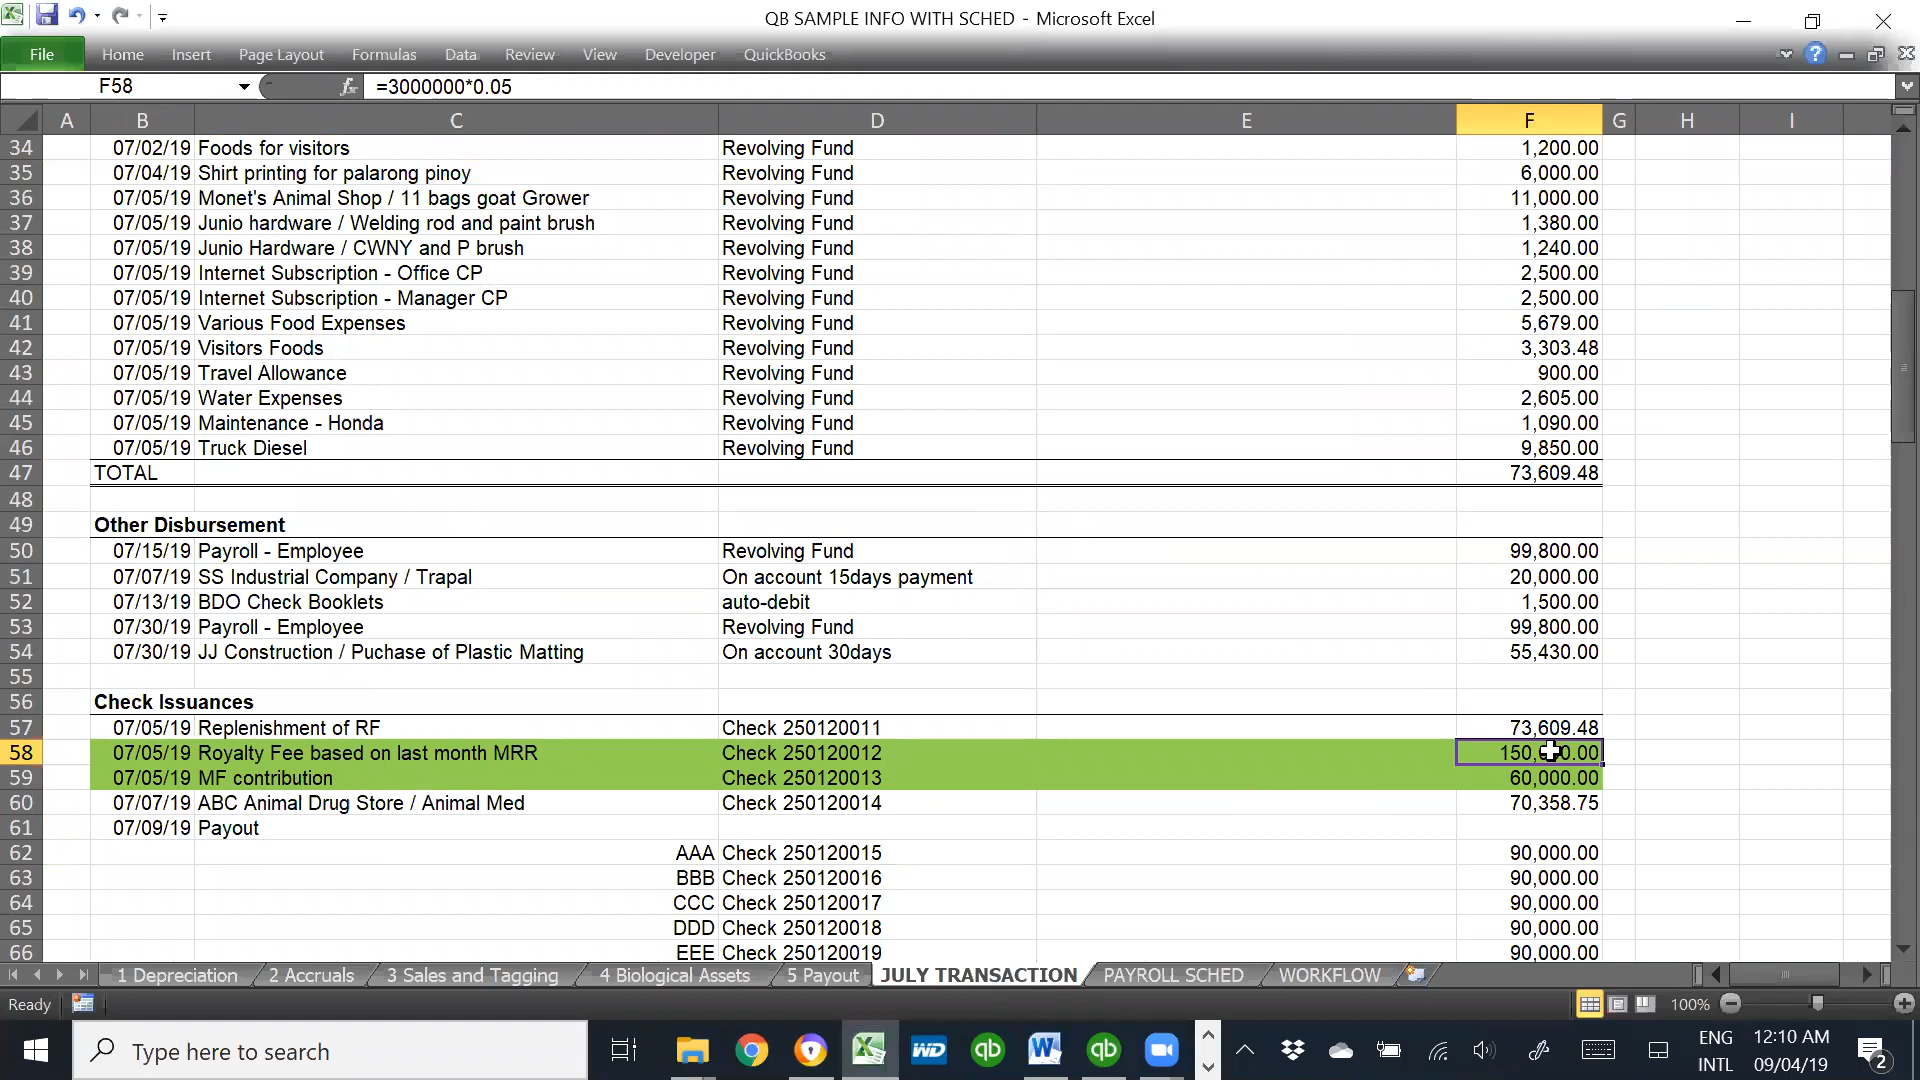 QB SAMPLE INFO WITH SCHED - Microsoft Excel
File Home Insert Page Layout Formulas Data Review View Developer QuickBooks
F58 fx =3000000*0.05
A B C D E F G H I
34 07/02/19 Foods for visitors Revolving Fund 1,200.00
35 07/04/19 Shirt printing for palarong pinoy Revolving Fund 6,000.00
36 07/05/19 Monet's Animal Shop / 11 bags goat Grower Revolving Fund 11,000.00
37 07/05/19 Junio hardware / Welding rod and paint brush Revolving Fund 1,380.00
38 07/05/19 Junio Hardware / CWNY and P brush Revolving Fund 1,240.00
39 07/05/19 Internet Subscription - Office CP Revolving Fund 2,500.00
40 07/05/19 Internet Subscription - Manager CP Revolving Fund 2,500.00
41 07/05/19 Various Food Expenses Revolving Fund 5,679.00
42 07/05/19 Visitors Foods Revolving Fund 3,303.48
43 07/05/19 Travel Allowance Revolving Fund 900.00
44 07/05/19 Water Expenses Revolving Fund 2,605.00
45 07/05/19 Maintenance - Honda Revolving Fund 1,090.00
46 07/05/19 Truck Diesel Revolving Fund 9,850.00
47 TOTAL 73,609.48
48
49 Other Disbursement
50 07/15/19 Payroll - Employee Revolving Fund 99,800.00
51 07/07/19 SS Industrial Company / Trapal On account 15days payment 20,000.00
52 07/13/19 BDO Check Booklets auto-debit 1,500.00
53 07/30/19 Payroll - Employee Revolving Fund 99,800.00
54 07/30/19 JJ Construction / Puchase of Plastic Matting On account 30days 55,430.00
55
56 Check Issuances
57 07/05/19 Replenishment of RF Check 250120011 73,609.48
58 07/05/19 Royalty Fee based on last month MRR Check 250120012
59 07/05/19 MF contribution Check 250120013 60,000.00
60 07/07/19 ABC Animal Drug Store / Animal Med Check 250120014 70,358.75
61 07/09/19 Payout
62 AAA Check 250120015 90,000.00
63 BBB Check 250120016 90,000.00
64 CCC Check 250120017 90,000.00
65 DDD Check 250120018 90,000.00
66 EEE Check 250120019 90,000.00
1 Depreciation 2 Accruals 3 Sales and Tagging 4 Biological Assets 5 Payout JULY TRANSACTION PAYROLL SCHED WORKFLOW
Ready 100%
Type here to search WD qb W qb ENG 12:10 AM
INTL 09/04/19 2